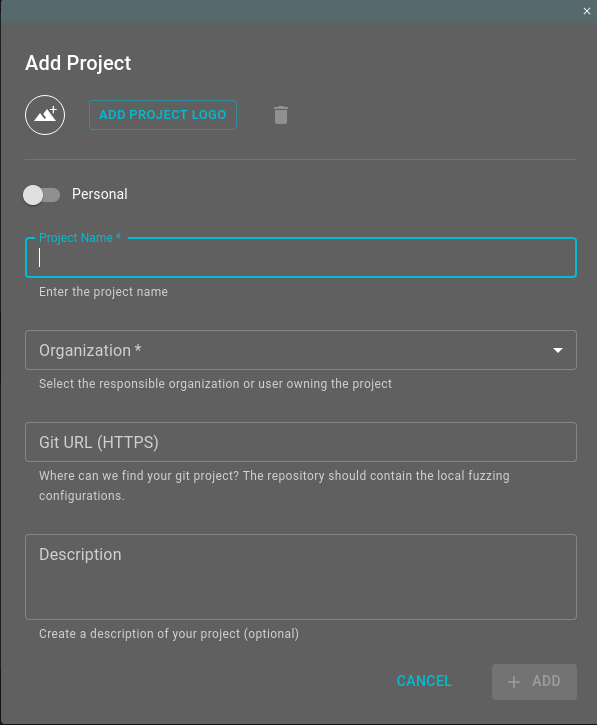 ×
Add Project
ADD PROJECT LOGO
Personal
Project Name *
Enter the project name
Organization *
Select the responsible organization or user owning the project
Git URL (HTTPS)
Where can we find your git project? The repository should contain the local fuzzing
configurations.
Description
Create a description of your project (optional)
CANCEL
+ ADD